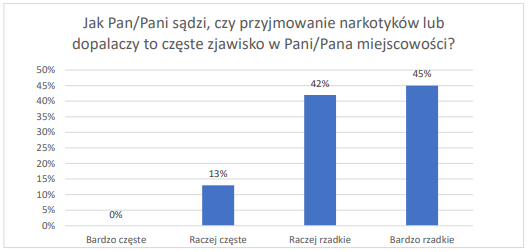 Jak Pan/Pani sądzi, czy przyjmowanie narkotyków lub
dopalaczy to częste zjawisko w Pani/Pana miejscowości?
50%
45%
40%
35%
30%
25%
20%
15%
10%
5%
0%
0%
13%
42%
45%
Bardzo częste
Raczej częste
Raczej rzadkie
Bardzo rzadkie